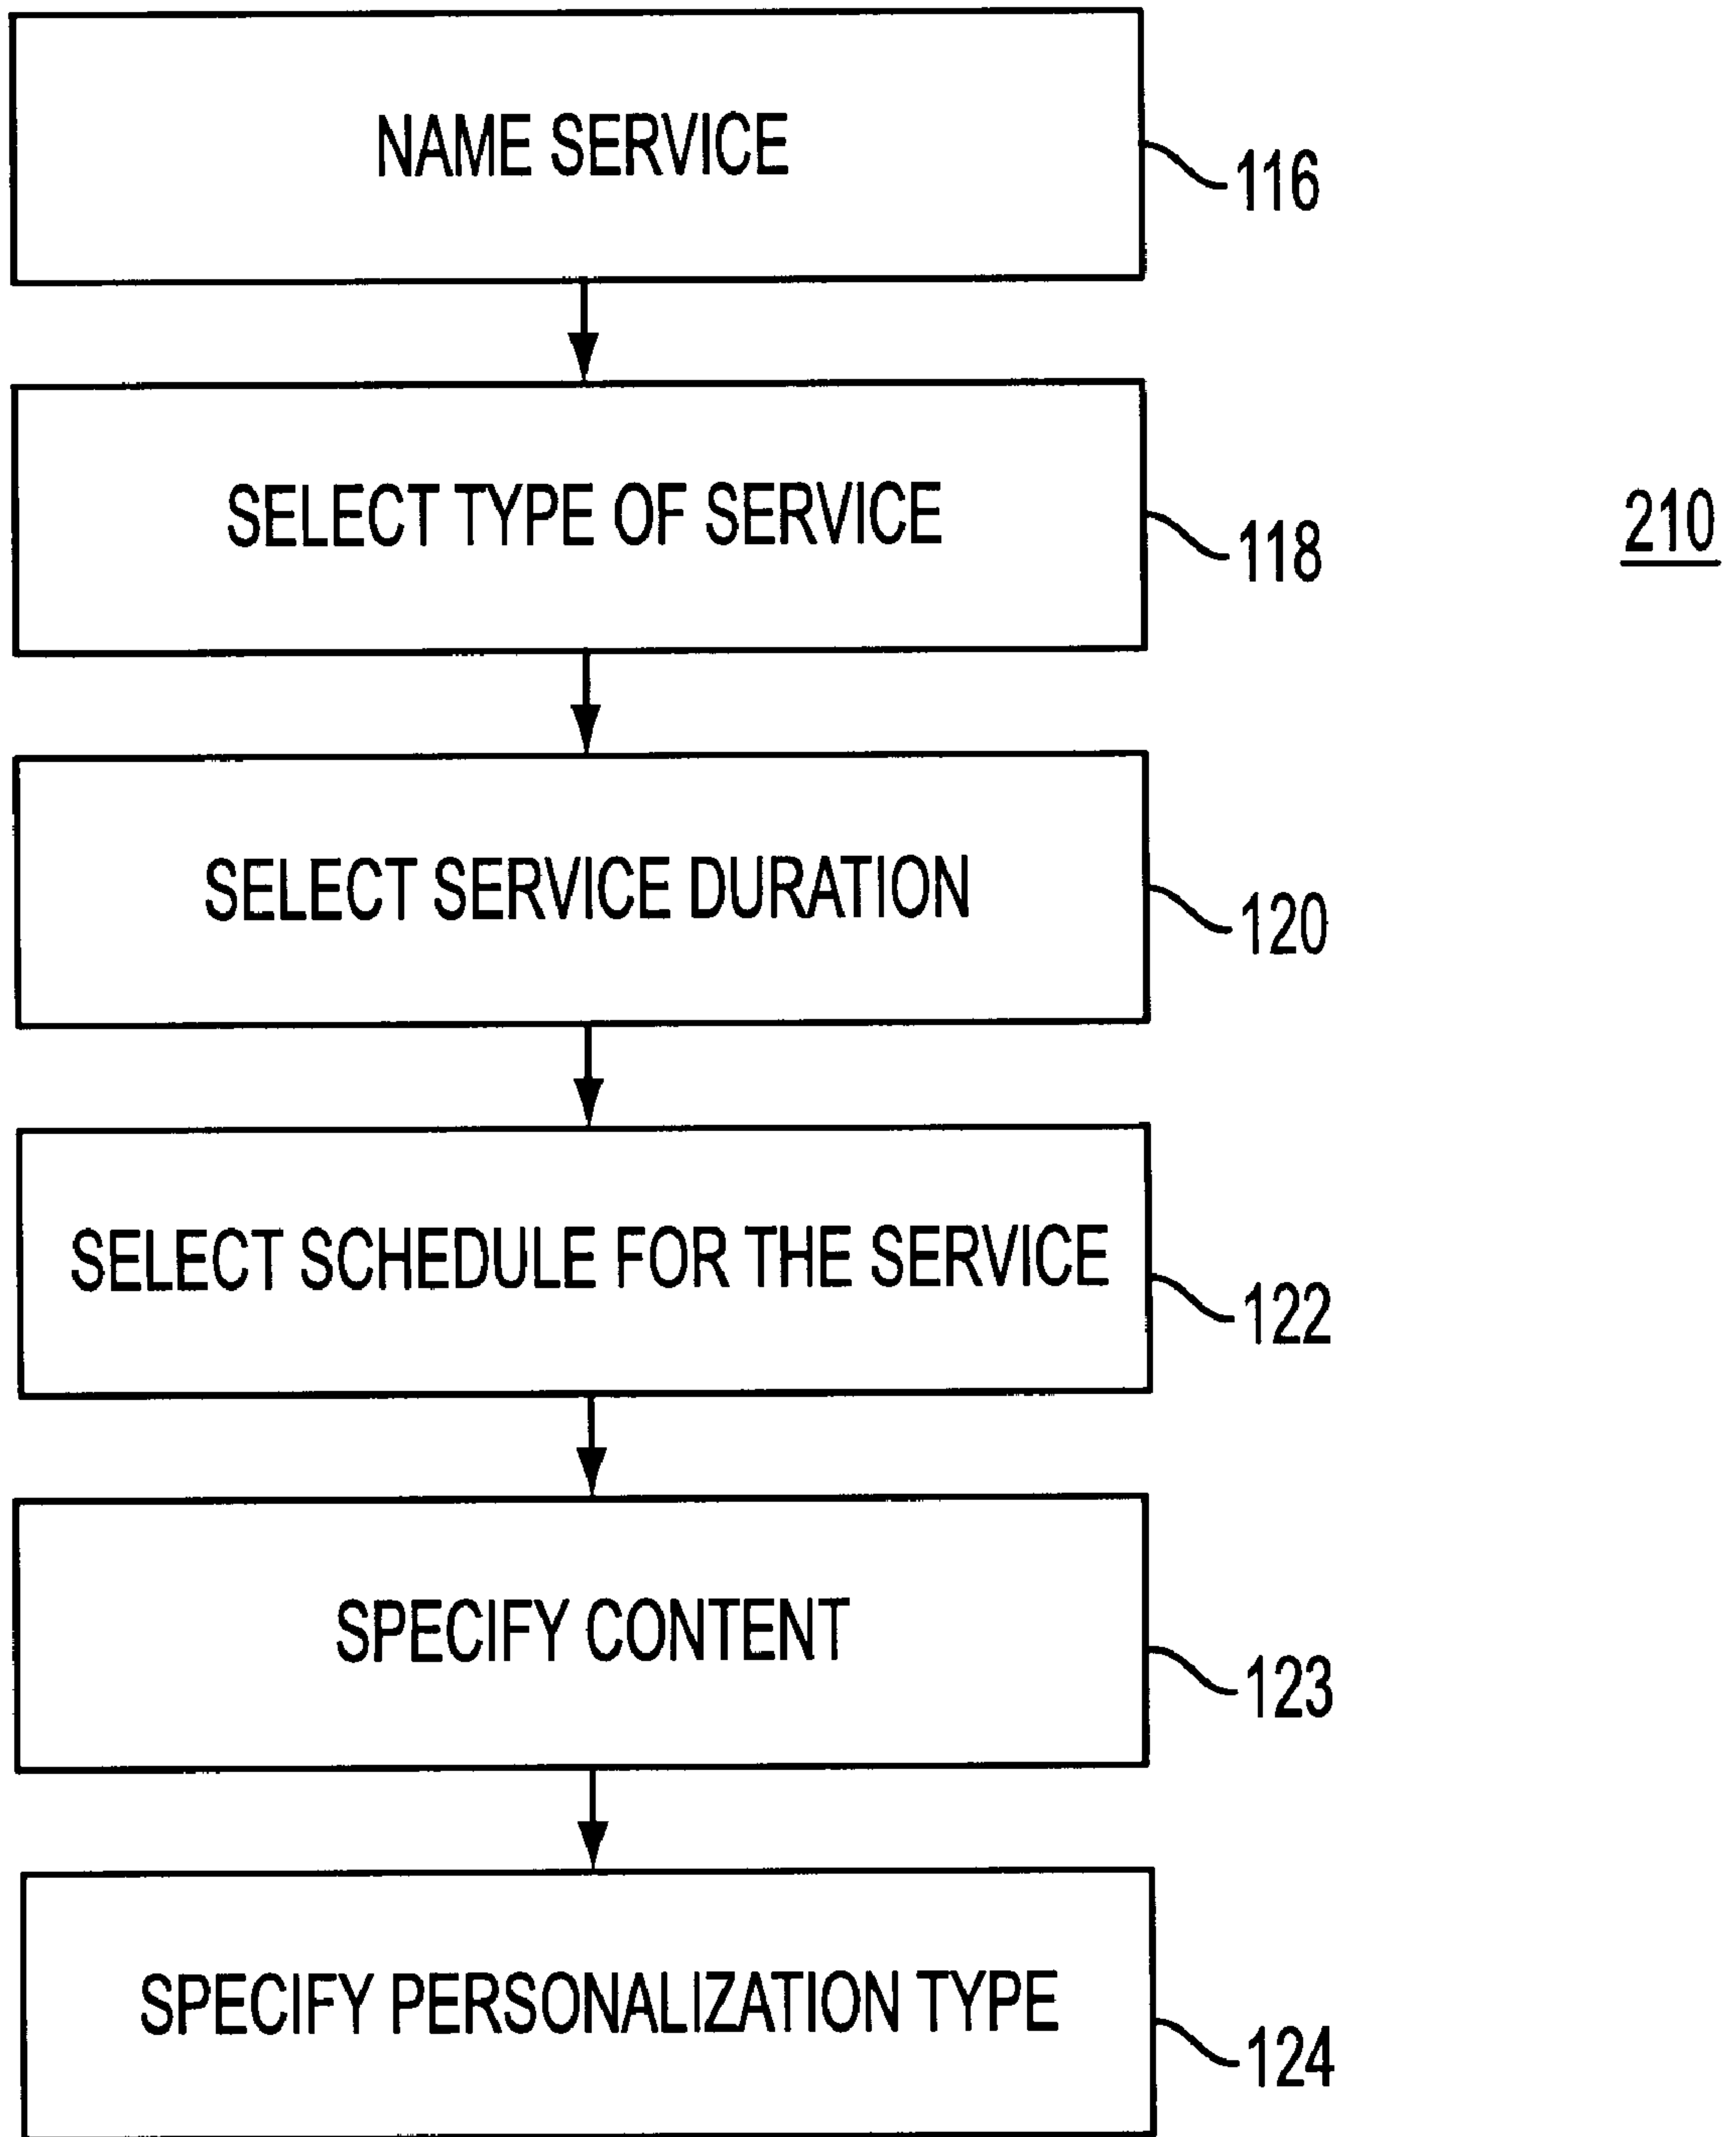 NAME SERVICE
116
SELECT TYPE OF SERVICE
118
210
SELECT SERVICE DURATION
120
SELECT SCHEDULE FOR THE SERVICE
122
SPECIFY CONTENT
123
SPECIFY PERSONALIZATION TYPE
124